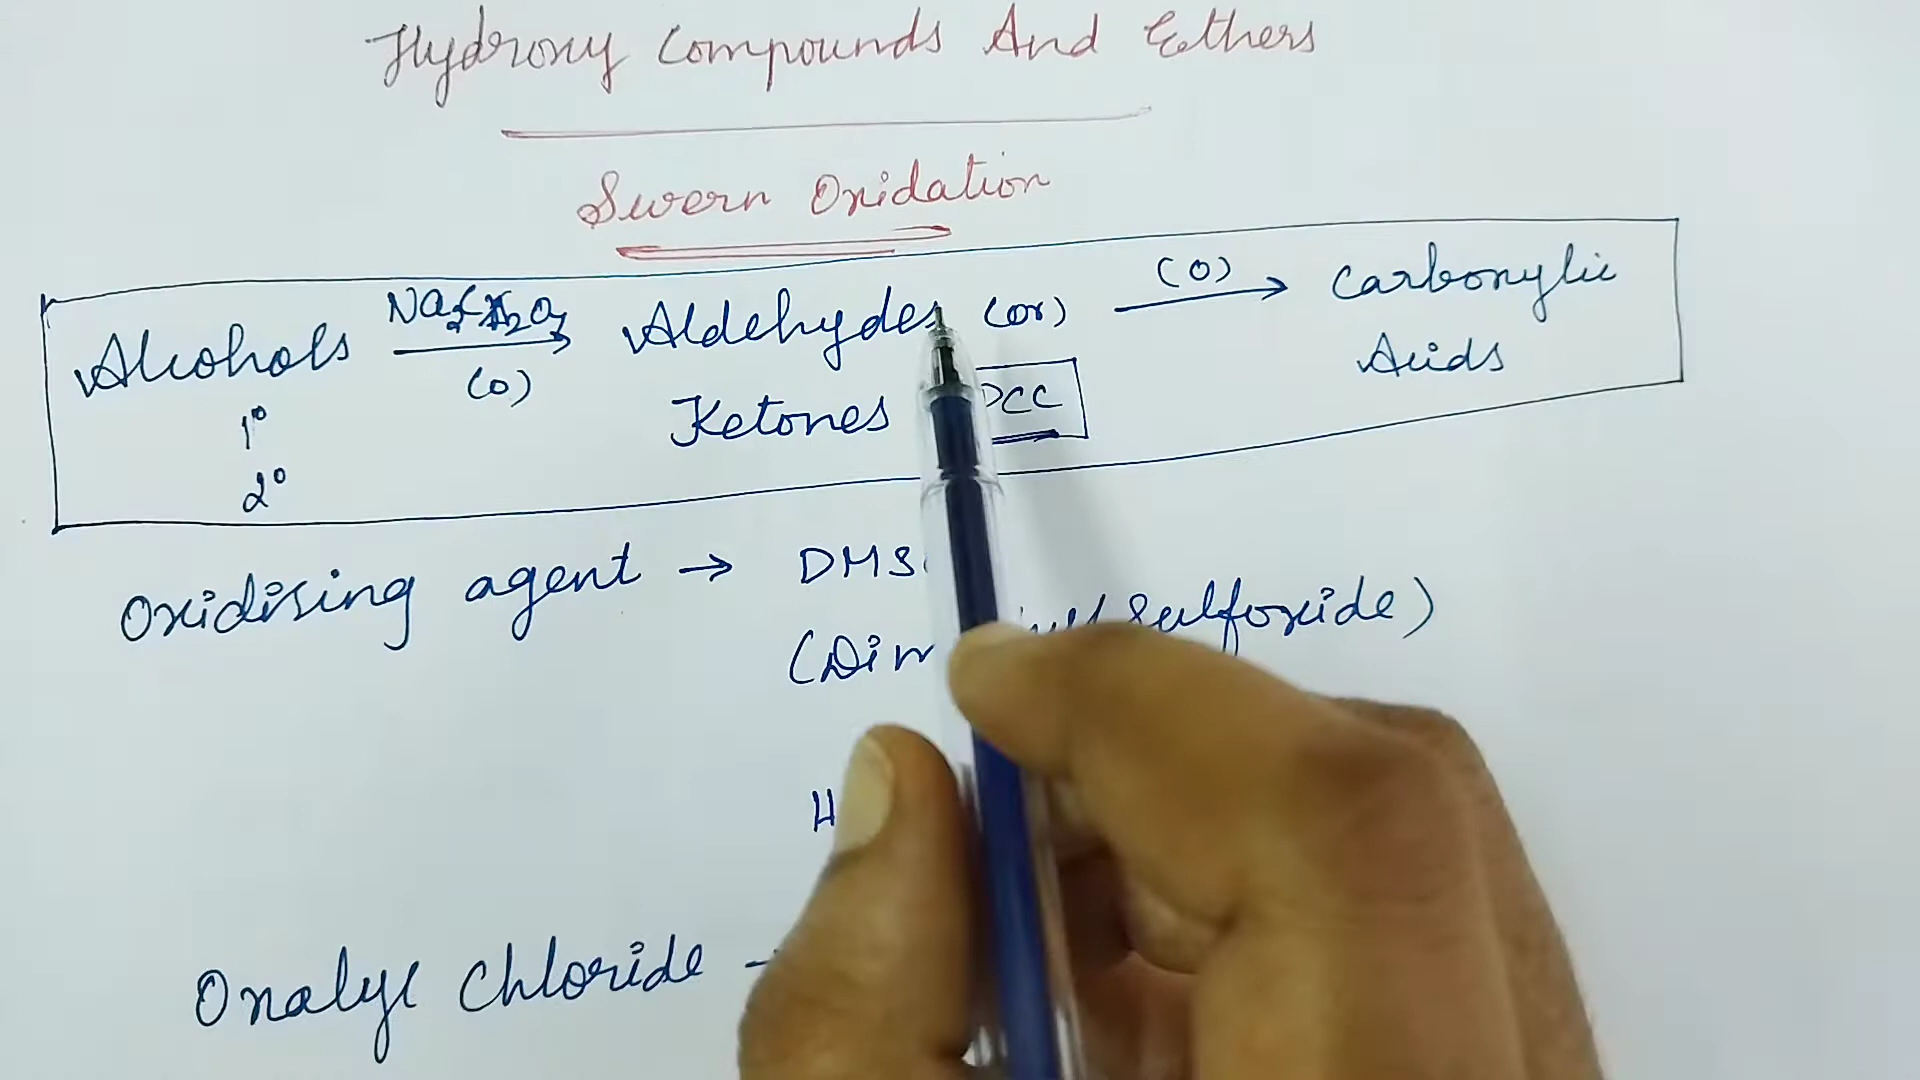 Hydroxy Compounds And Ethers
Swern Oxidation
Alcohols Na2Cr2O7 (O) Aldehydes (or) (O) Carboxylic
1° Ketones PCC Acids
2°
Oxidising agent → DMS
(Dim Sulfoxide)
H
Oxalyl Chloride →